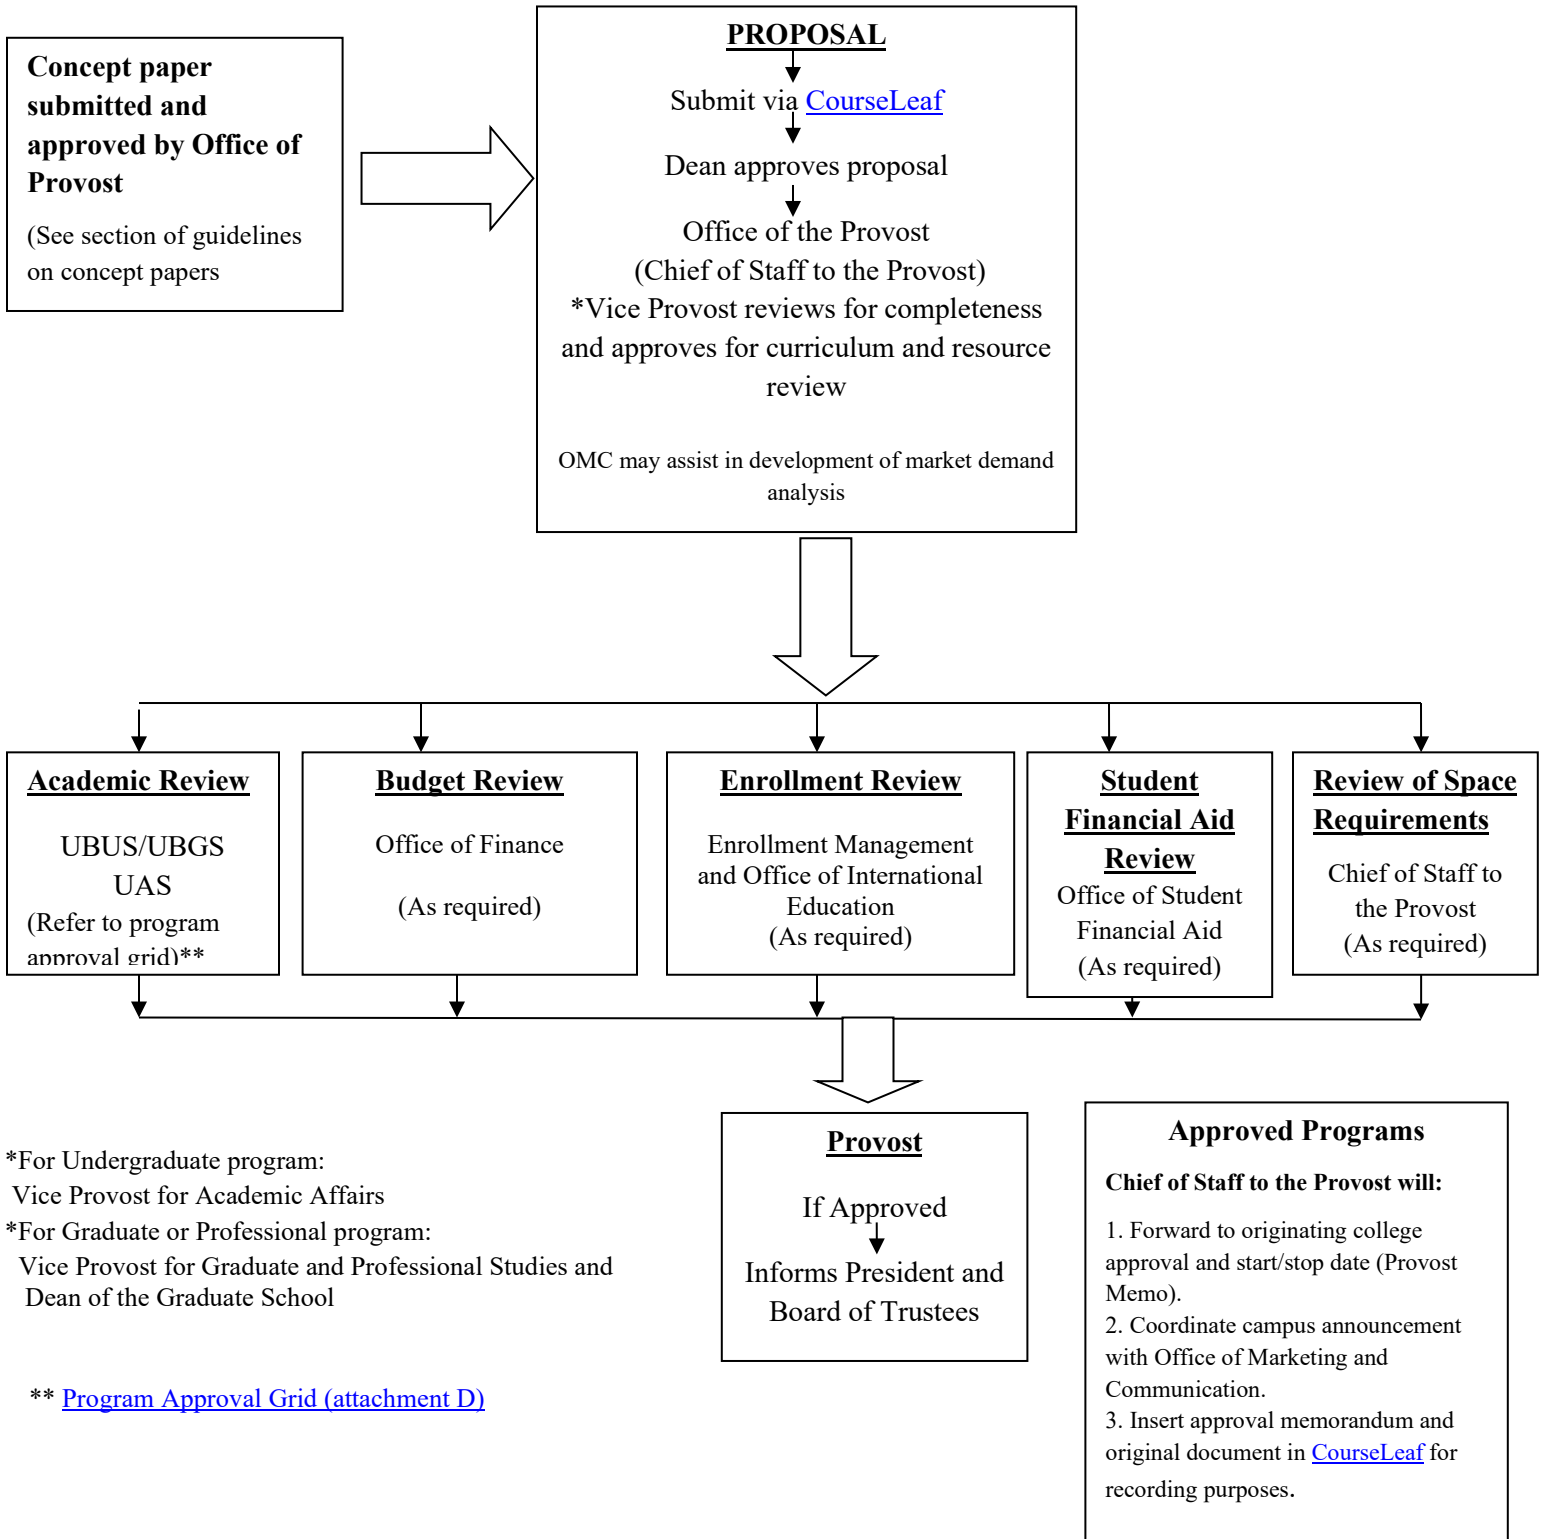 Concept paper
submitted and
approved by Office of
Provost
(See section of guidelines
on concept papers
PROPOSAL
Submit via CourseLeaf
Dean approves proposal
Office of the Provost
(Chief of Staff to the Provost)
*Vice Provost reviews for completeness
and approves for curriculum and resource
review
OMC may assist in development of market demand
analysis
Academic Review
UBUS/UBGS
UAS
(Refer to program
approval grid)**
Budget Review
Office of Finance
(As required)
Enrollment Review
Enrollment Management
and Office of International
Education
(As required)
Student
Financial Aid
Review
Office of Student
Financial Aid
(As required)
Review of Space
Requirements
Chief of Staff to
the Provost
(As required)
*For Undergraduate program:
Vice Provost for Academic Affairs
*For Graduate or Professional program:
Vice Provost for Graduate and Professional Studies and
Dean of the Graduate School
** Program Approval Grid (attachment D)
Provost
If Approved
Informs President and
Board of Trustees
Approved Programs
Chief of Staff to the Provost will:
1. Forward to originating college
approval and start/stop date (Provost
Memo).
2. Coordinate campus announcement
with Office of Marketing and
Communication.
3. Insert approval memorandum and
original document in CourseLeaf for
recording purposes.